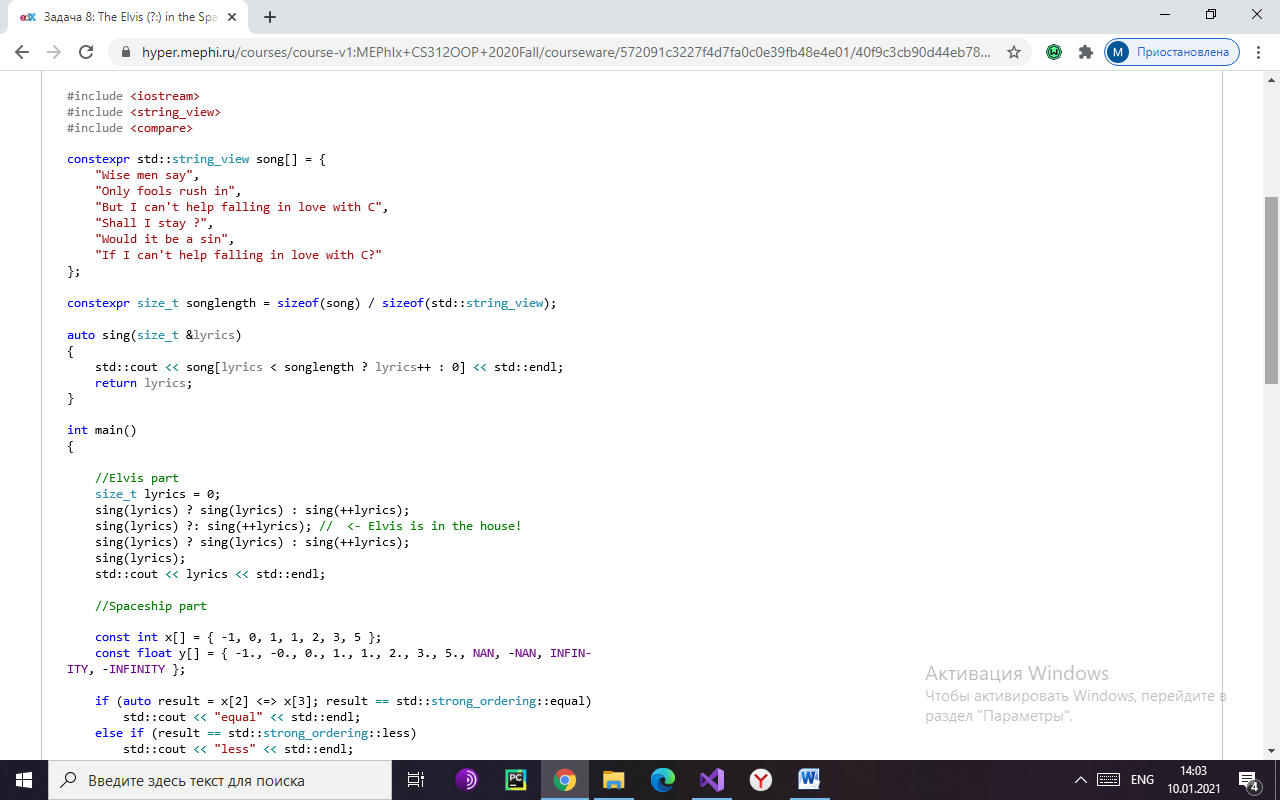 Задача 8: The Elvis (?:) in the Spa
hyper.mephi.ru/courses/course-v1:MEPhIx+CS312OOP+2020Fall/courseware/572091c3227f4d7fa0c0e39fb48e4e01/40f9c3cb90d44eb78...
М Приостановлена
#include <iostream>
#include <string_view>
#include <compare>
constexpr std::string_view song[] = {
    "Wise men say",
    "Only fools rush in",
    "But I can't help falling in love with C",
    "Shall I stay ?",
    "Would it be a sin",
    "If I can't help falling in love with C?"
};
constexpr size_t songlength = sizeof(song) / sizeof(std::string_view);
auto sing(size_t &lyrics)
{
    std::cout << song[lyrics < songlength ? lyrics++ : 0] << std::endl;
    return lyrics;
}
int main()
{
    //Elvis part
    size_t lyrics = 0;
    sing(lyrics) ? sing(lyrics) : sing(++lyrics);
    sing(lyrics) ?: sing(++lyrics); //  <- Elvis is in the house!
    sing(lyrics) ? sing(lyrics) : sing(++lyrics);
    sing(lyrics);
    std::cout << lyrics << std::endl;
    //Spaceship part
    const int x[] = { -1, 0, 1, 1, 2, 3, 5 };
    const float y[] = { -1., -0., 0., 1., 1., 2., 3., 5., NAN, -NAN, INFIN-
ITY, -INFINITY };
    if (auto result = x[2] <=> x[3]; result == std::strong_ordering::equal)
        std::cout << "equal" << std::endl;
    else if (result == std::strong_ordering::less)
        std::cout << "less" << std::endl;
Активация Windows
Чтобы активировать Windows, перейдите в
раздел "Параметры".
Введите здесь текст для поиска
ENG
14:03
10.01.2021
4